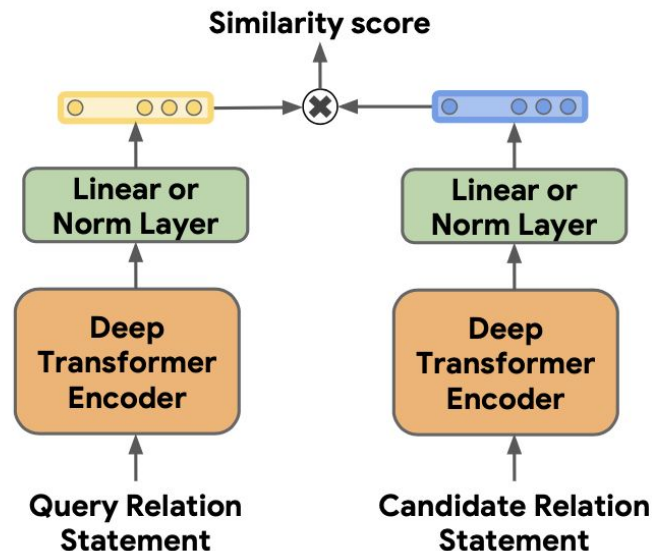 Similarity score
Linear or
Norm Layer
Linear or
Norm Layer
Deep
Transformer
Encoder
Deep
Transformer
Encoder
Query Relation
Statement
Candidate Relation
Statement